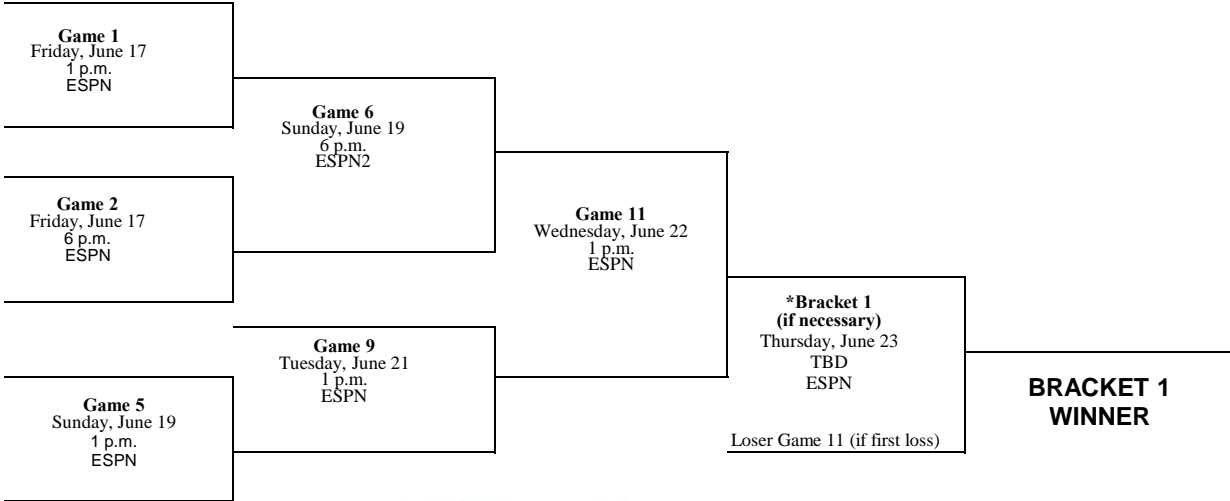 Game 1
Friday, June 17
1 p.m.
ESPN
Game 6
Sunday, June 19
6 p.m.
ESPN2
Game 2
Friday, June 17
6 p.m.
ESPN
Game 11
Wednesday, June 22
1 p.m.
ESPN
*Bracket 1
(if necessary)
Thursday, June 23
TBD
ESPN
Loser Game 11 (if first loss)
Game 9
Tuesday, June 21
1 p.m.
ESPN
Game 5
Sunday, June 19
1 p.m.
ESPN
BRACKET 1
WINNER